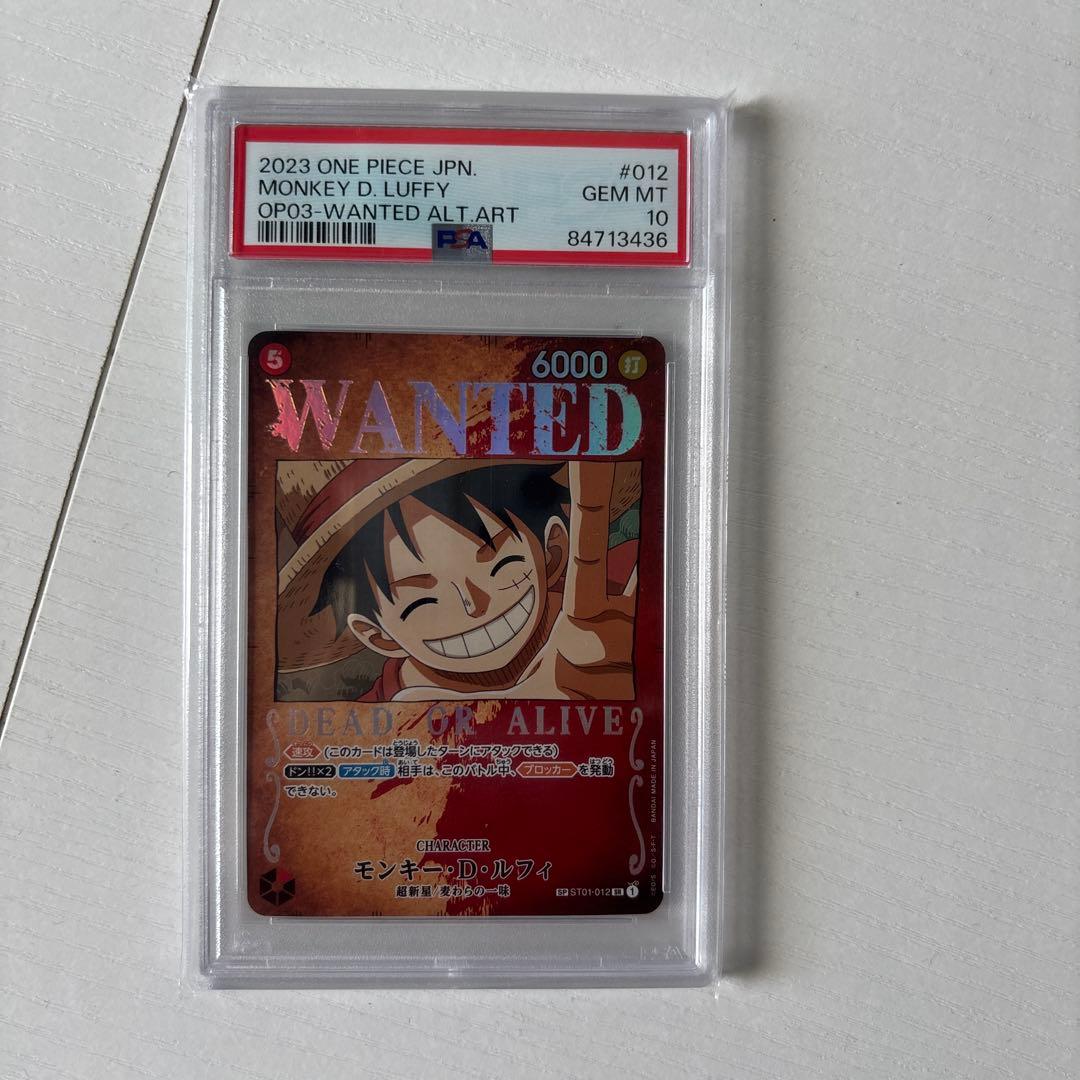 2023 ONE PIECE JPN.
#012
MONKEY D. LUFFY
GEM MT
OP03-WANTED ALT.ART
10
PSA
84713436
5
6000
打
WANTED
DEAD OR ALIVE
速攻 (このカードは登場したターンにアタックできる)
ドン!!×2 アタック時 相手は、このバトル中、ブロッカーを発動
できない。
CHARACTER
モンキー・D・ルフィ
超新星/麦わらの一味
SP ST01-012 SR 1
©E.O./S. ©O./S・F・T BANDAI MADE IN JAPAN